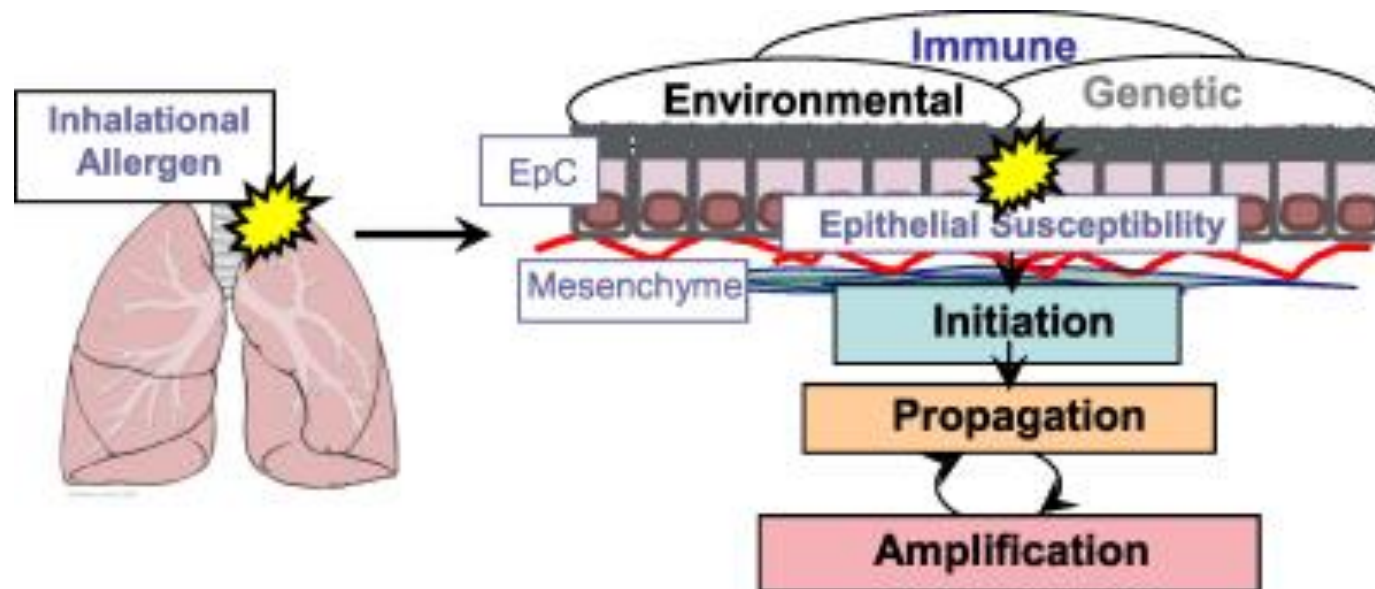 Inhalational
Allergen
Immune
Environmental
Genetic
EpC
Epithelial Susceptibility
Mesenchyme
Initiation
Propagation
Amplification